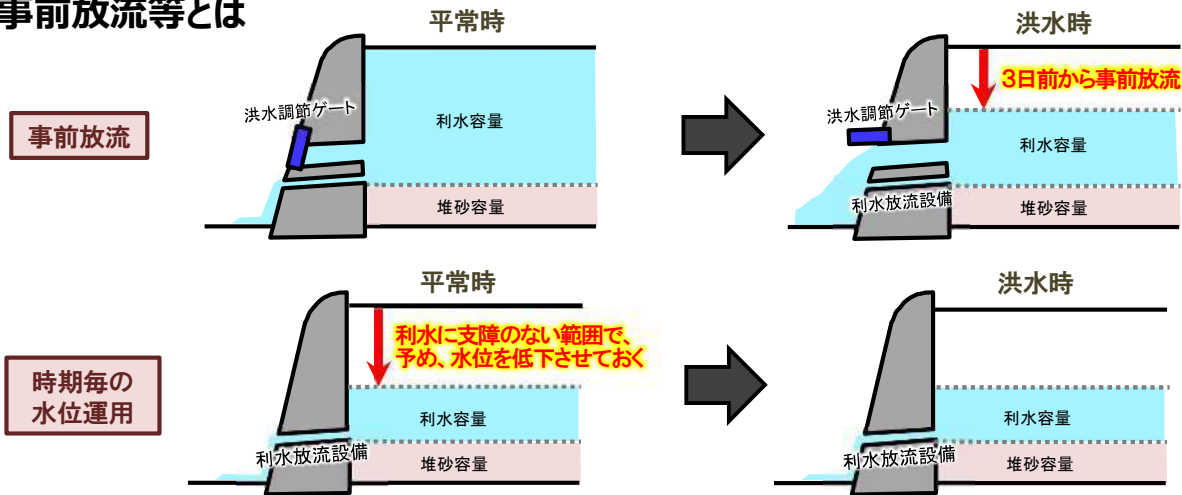 事前放流等とは
平常時
洪水時
事前放流
洪水調節ゲート
利水容量
堆砂容量
3日前から事前放流
洪水調節ゲート
利水容量
利水放流設備
堆砂容量
平常時
洪水時
時期毎の
水位運用
利水に支障のない範囲で、
予め、水位を低下させておく
利水容量
利水放流設備
堆砂容量
利水容量
利水放流設備
堆砂容量